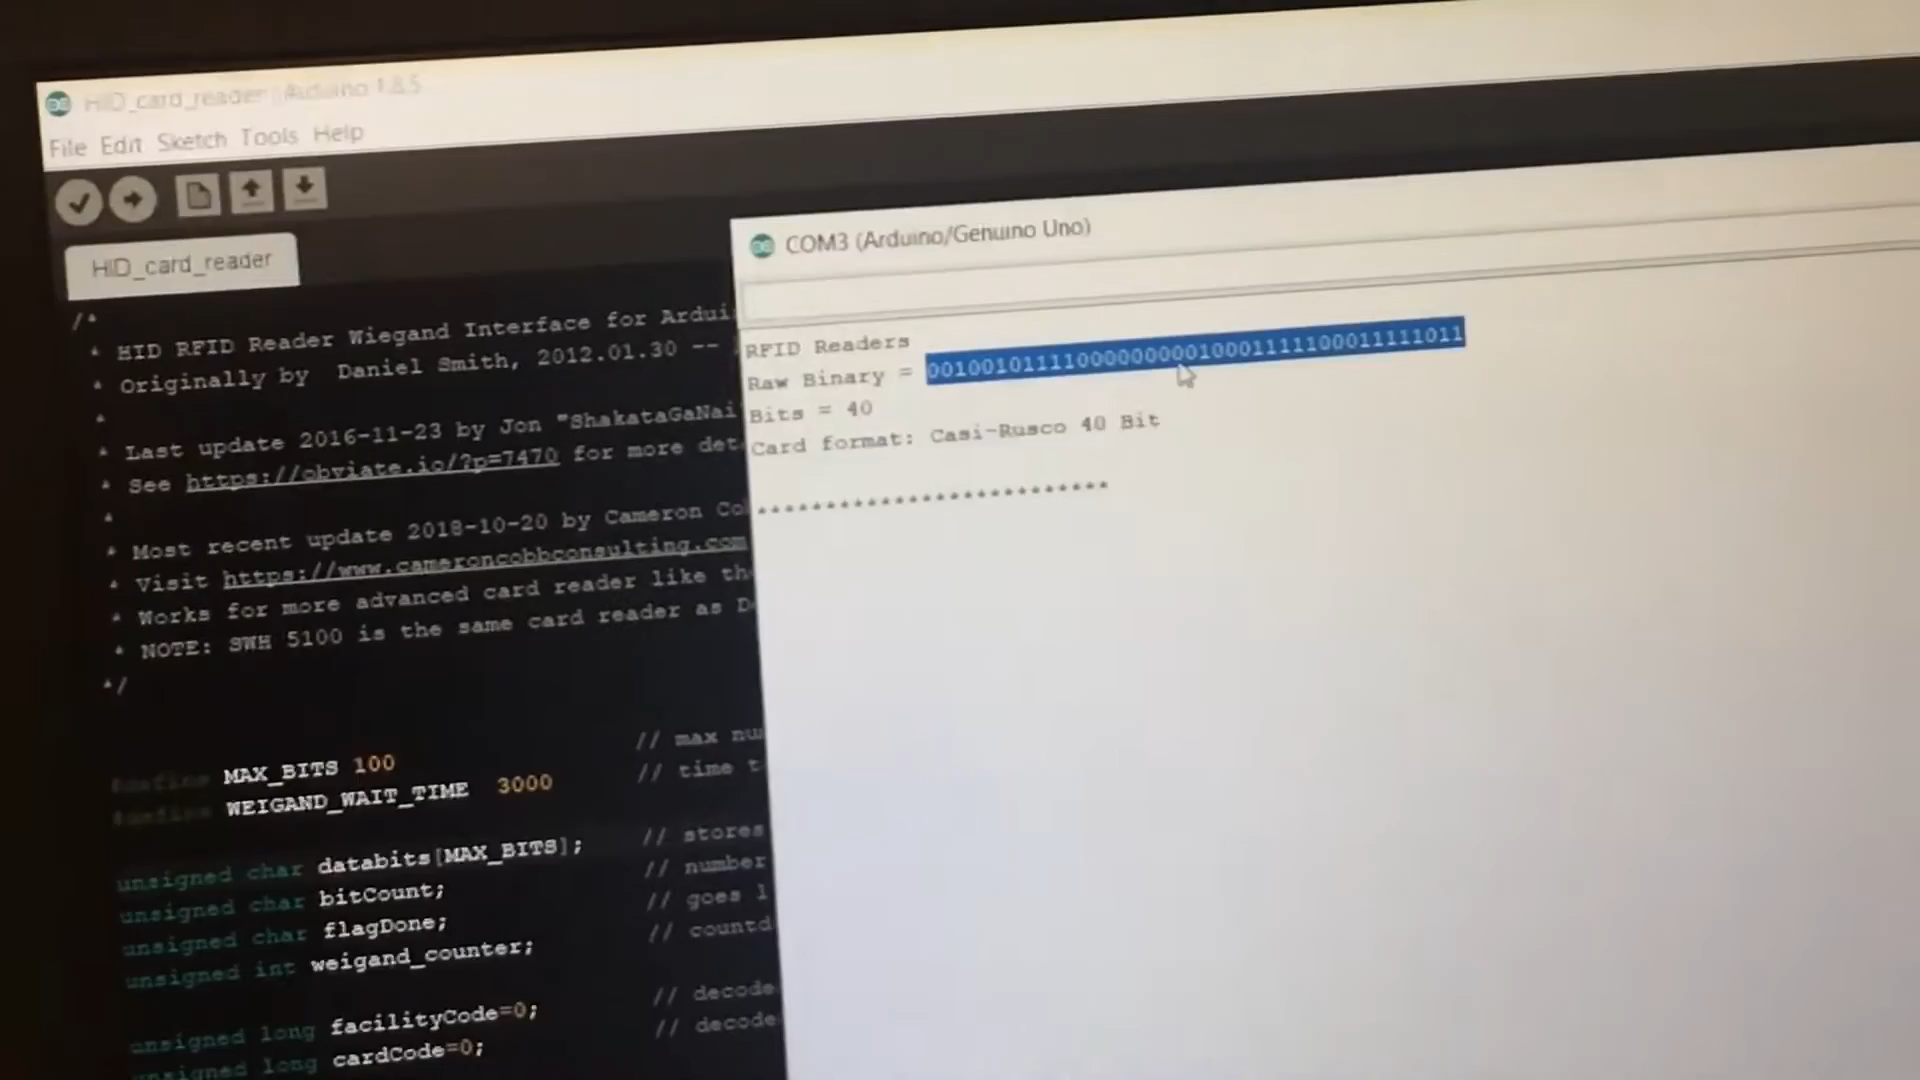 HID_card_reader | Arduino 1.8.5
File Edit Sketch Tools Help
HID_card_reader
/*
* HID RFID Reader Wiegand Interface for Arduin
* Originally by Daniel Smith, 2012.01.30 --
*
* Last update 2016-11-23 by Jon "ShakataGaNai
* See https://obviate.io/?p=7470 for more det
*
* Most recent update 2018-10-20 by Cameron Co
* Visit https://www.cameroncobbconsulting.com
* Works for more advanced card reader like th
* NOTE: SWH 5100 is the same card reader as D
*/
#define MAX_BITS 100 // max nu
#define WEIGAND_WAIT_TIME 3000 // time t
unsigned char databits[MAX_BITS]; // stores
unsigned char bitCount; // number
unsigned char flagDone; // goes l
unsigned int weigand_counter; // countd
unsigned long facilityCode=0; // decode
unsigned long cardCode=0; // decode
COM3 (Arduino/Genuino Uno)
RFID Readers
Raw Binary = 0010010111100000000010001111100011111011
Bits = 40
Card format: Casi-Rusco 40 Bit
**************************